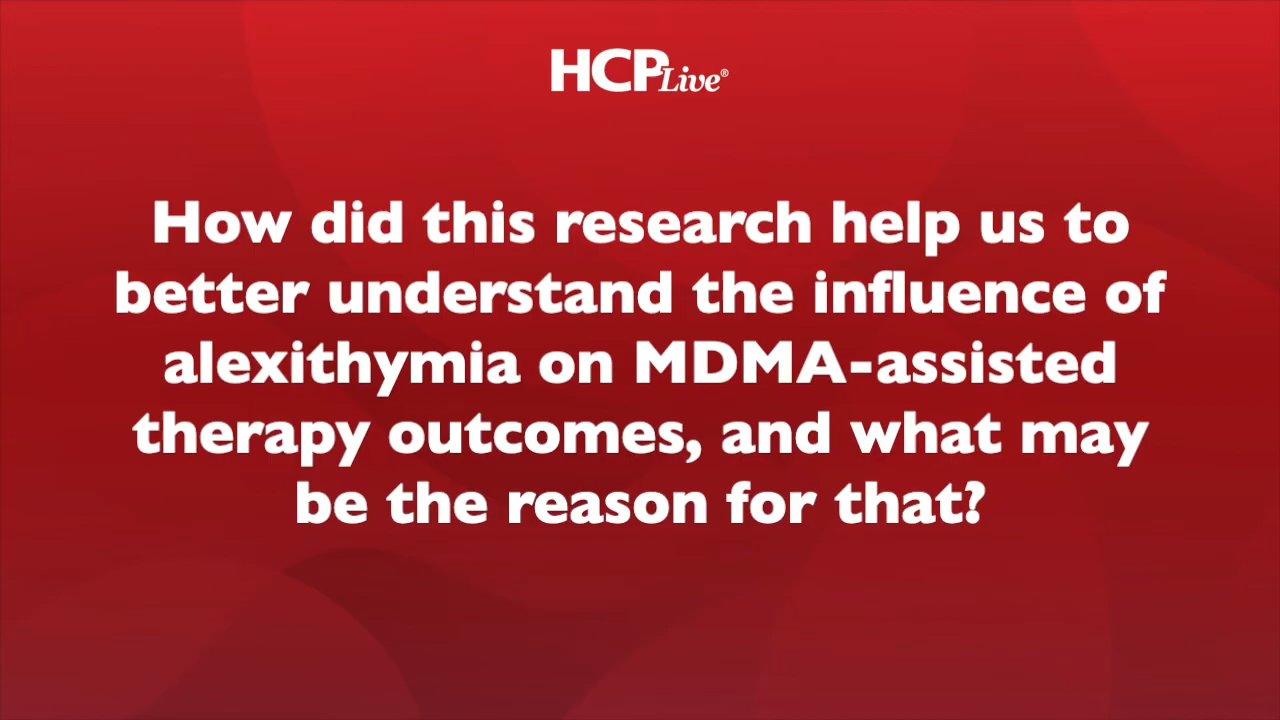 HCPLive®
How did this research help us to
better understand the influence of
alexithymia on MDMA-assisted
therapy outcomes, and what may
be the reason for that?